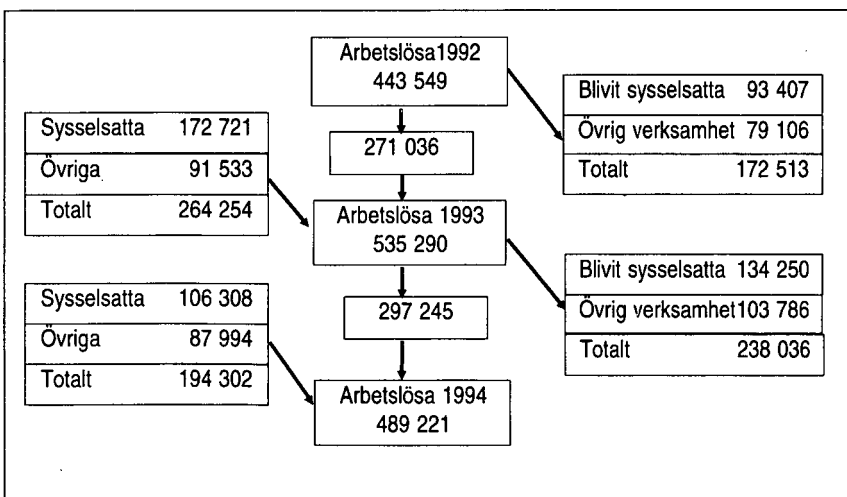 Arbetslösa1992
443 549
Blivit sysselsatta 93 407
Övrig verksamhet 79 106
Totalt 172 513
Sysselsatta 172 721
Övriga 91 533
Totalt 264 254
271 036
Arbetslösa 1993
535 290
Blivit sysselsatta 134 250
Övrig verksamhet103 786
Totalt 238 036
Sysselsatta 106 308
Övriga 87 994
Totalt 194 302
297 245
Arbetslösa 1994
489 221